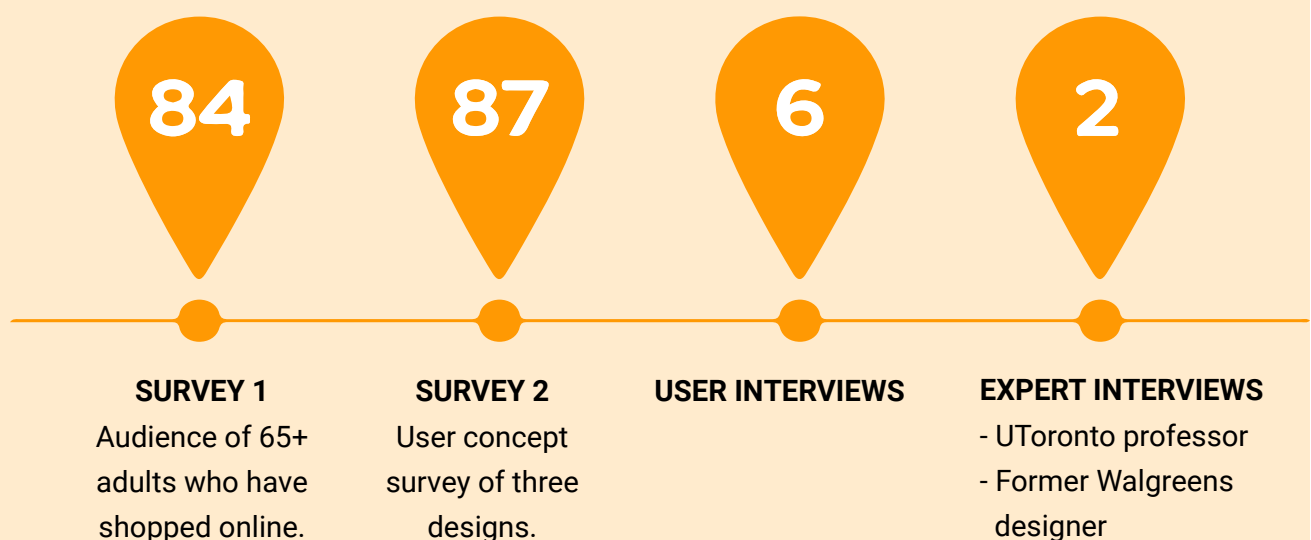 84
87
6
2
SURVEY 1
Audience of 65+
adults who have
shopped online.
SURVEY 2
User concept
survey of three
designs.
USER INTERVIEWS
EXPERT INTERVIEWS
- UToronto professor
- Former Walgreens
designer